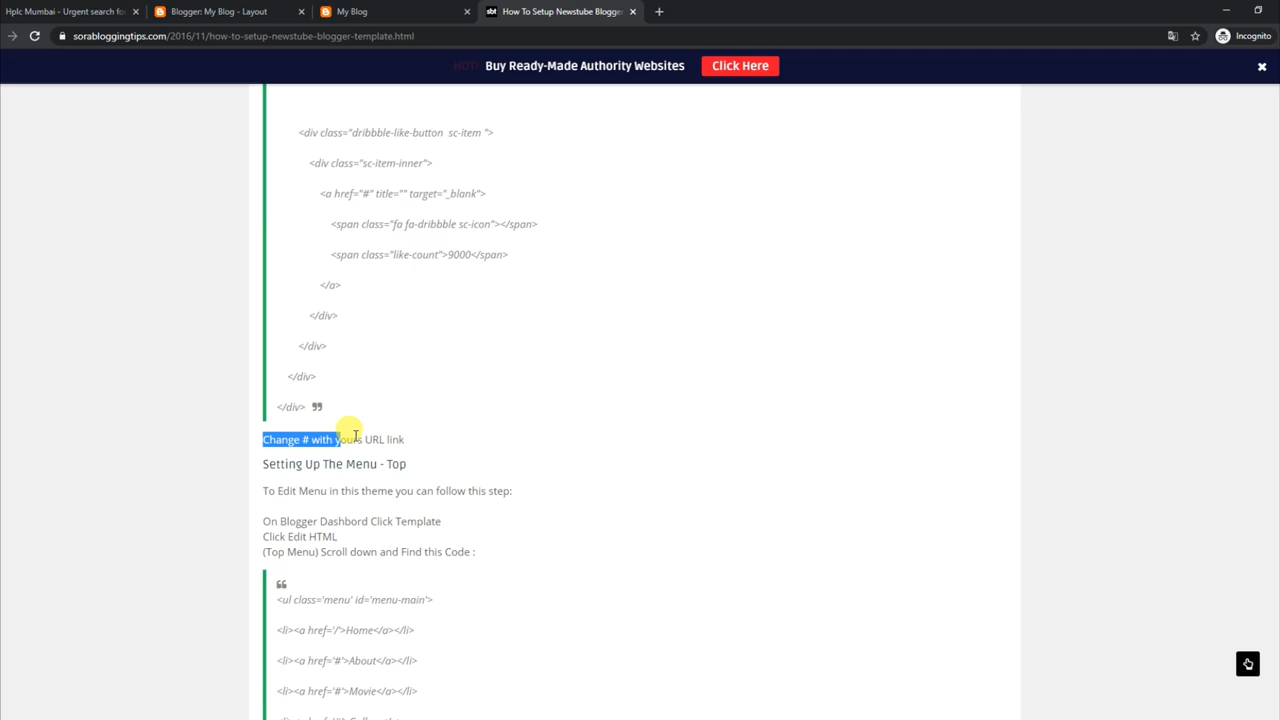 Hplc Mumbai - Urgent search fo
Blogger: My Blog - Layout
My Blog
sbt
How To Setup Newstube Blogger
sorabloggingtips.com/2016/11/how-to-setup-newstube-blogger-template.html
Incognito
HOT! Buy Ready-Made Authority Websites
Click Here
<div class="dribbble-like-button  sc-item ">
<div class="sc-item-inner">
<a href="#" title="" target="_blank">
<span class="fa fa-dribbble sc-icon"></span>
<span class="like-count">9000</span>
</a>
</div>
</div>
</div>
</div>
Change # with yours URL link
Setting Up The Menu - Top
To Edit Menu in this theme you can follow this step:
On Blogger Dashbord Click Template
Click Edit HTML
(Top Menu) Scroll down and Find this Code :
<ul class='menu' id='menu-main'>
<li><a href='/'>Home</a></li>
<li><a href='#'>About</a></li>
<li><a href='#'>Movie</a></li>